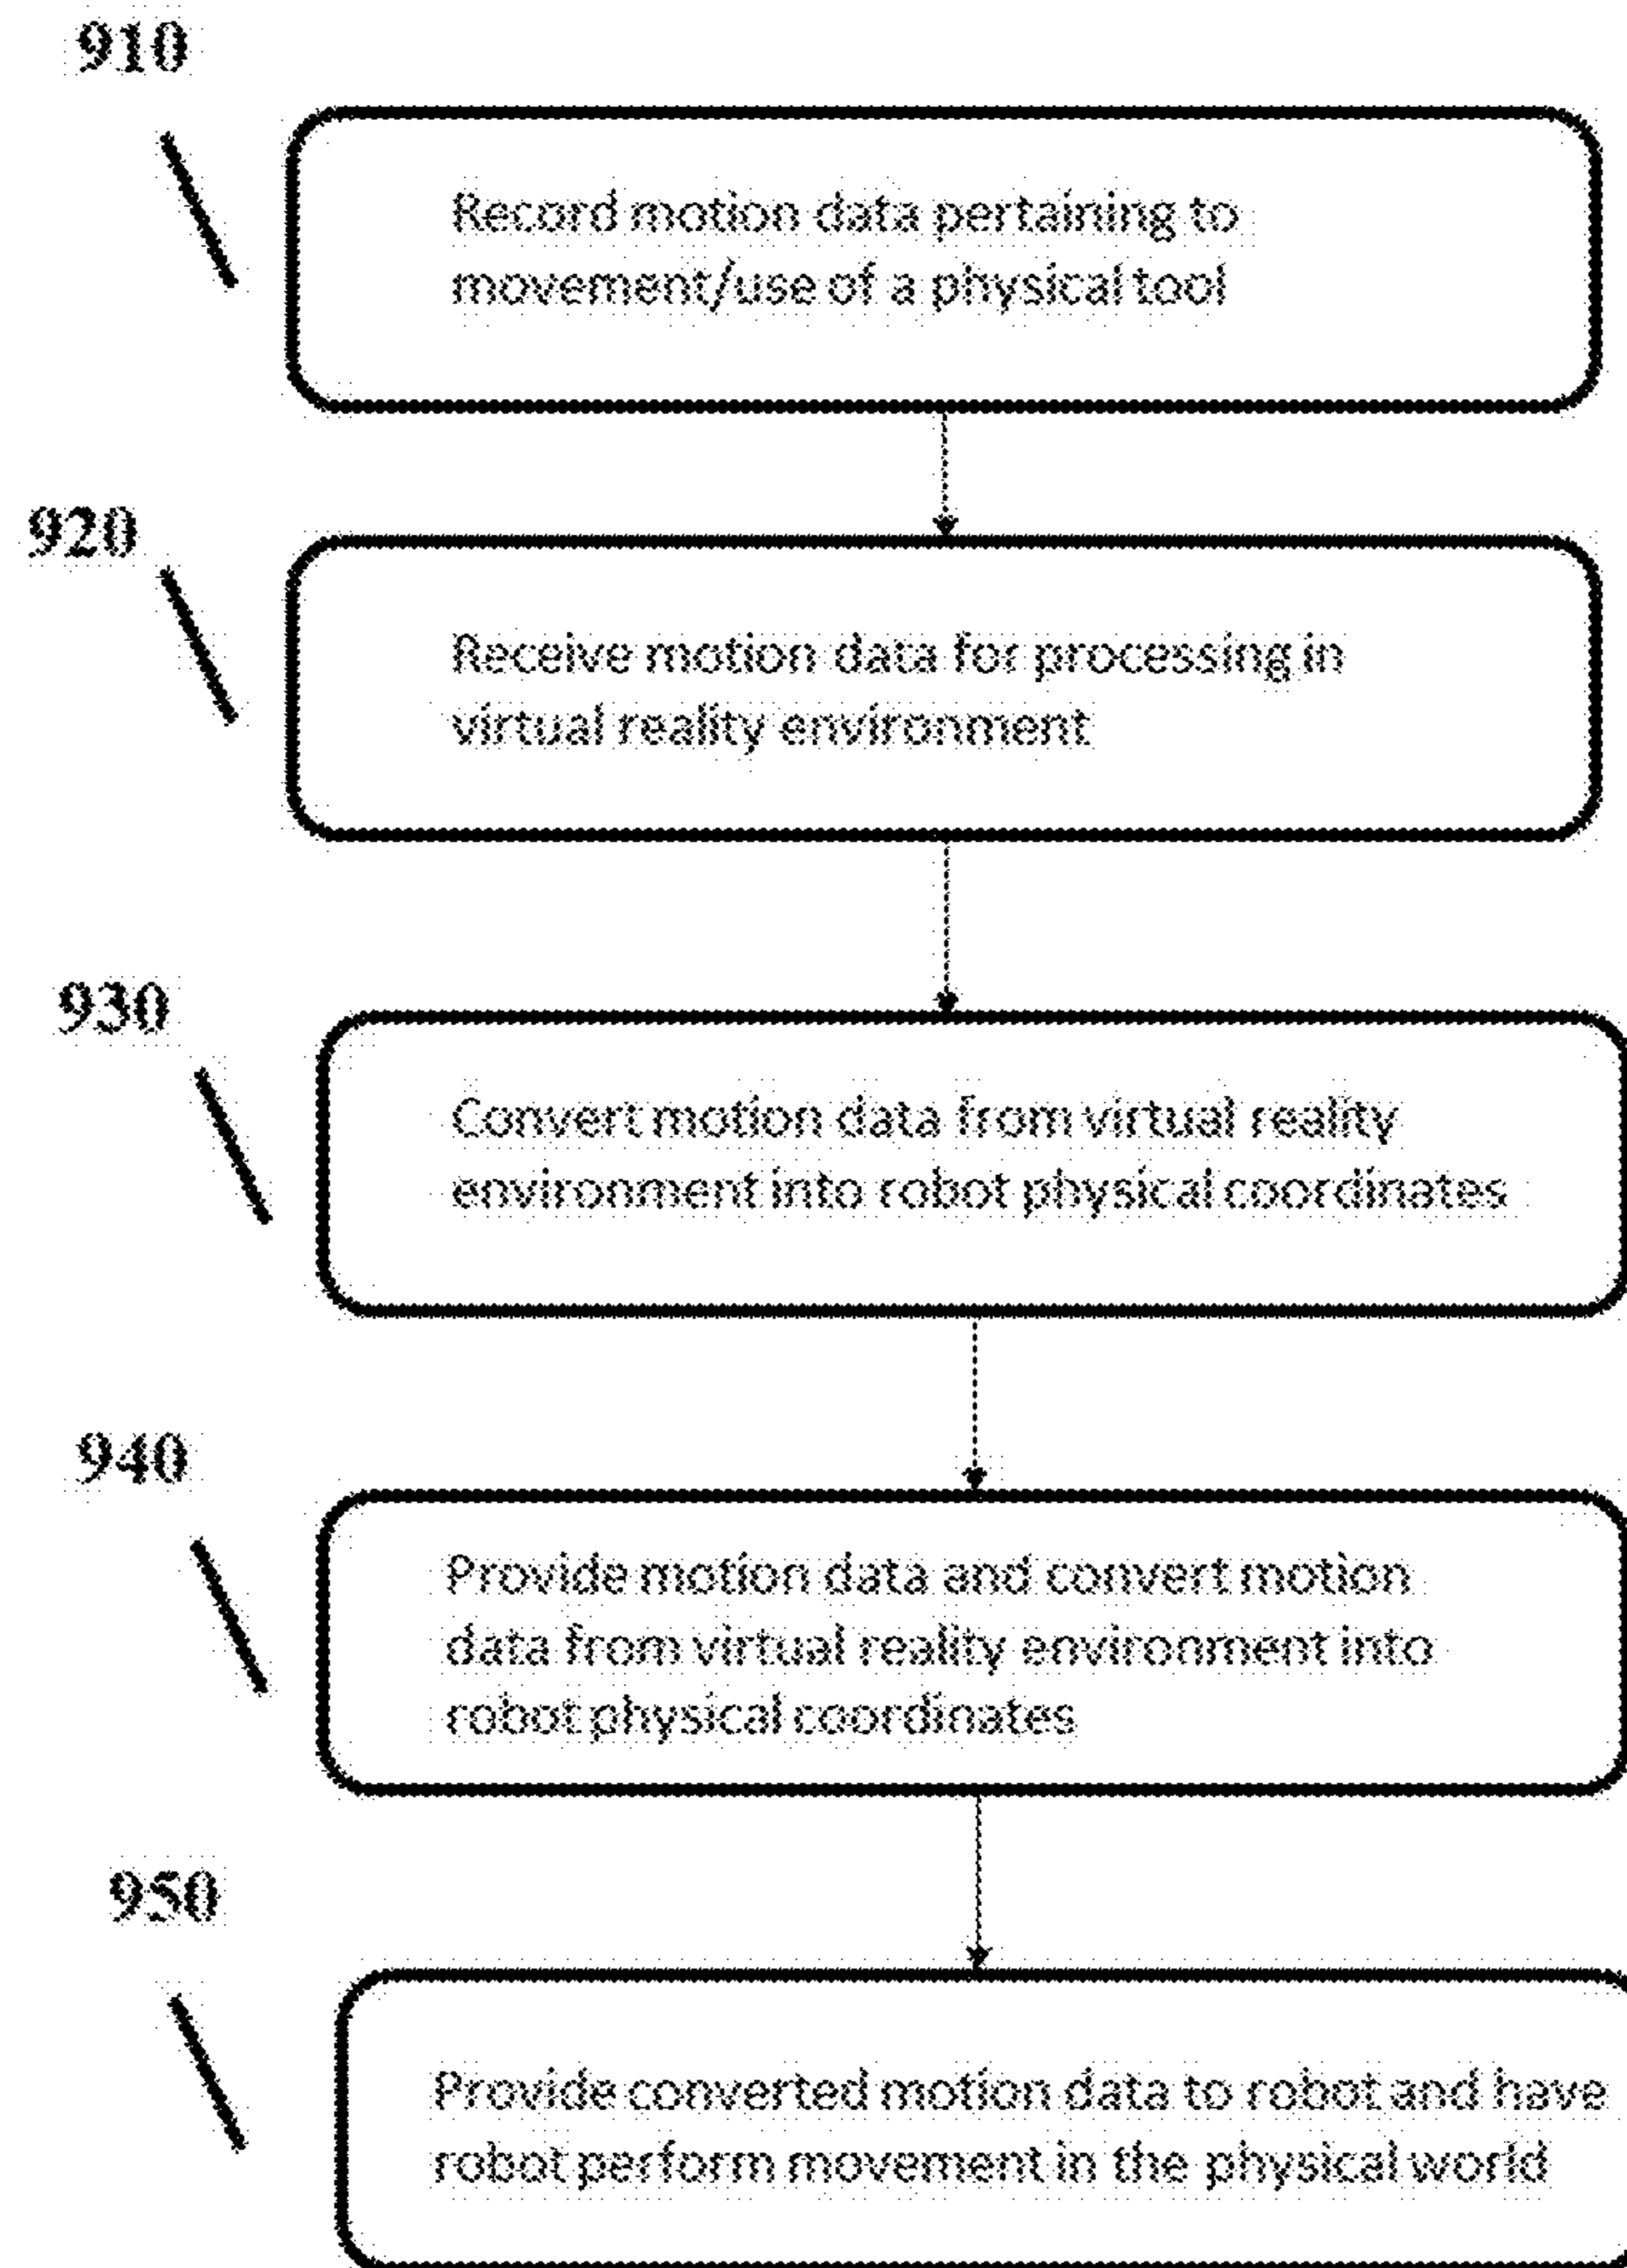 910
Record motion data pertaining to
movement/use of a physical tool
920
Receive motion data for processing in
virtual reality environment
930
Convert motion data from virtual reality
environment into robot physical coordinates
940
Provide motion data and convert motion
data from virtual reality environment into
robot physical coordinates
950
Provide converted motion data to robot and have
robot perform movement in the physical world